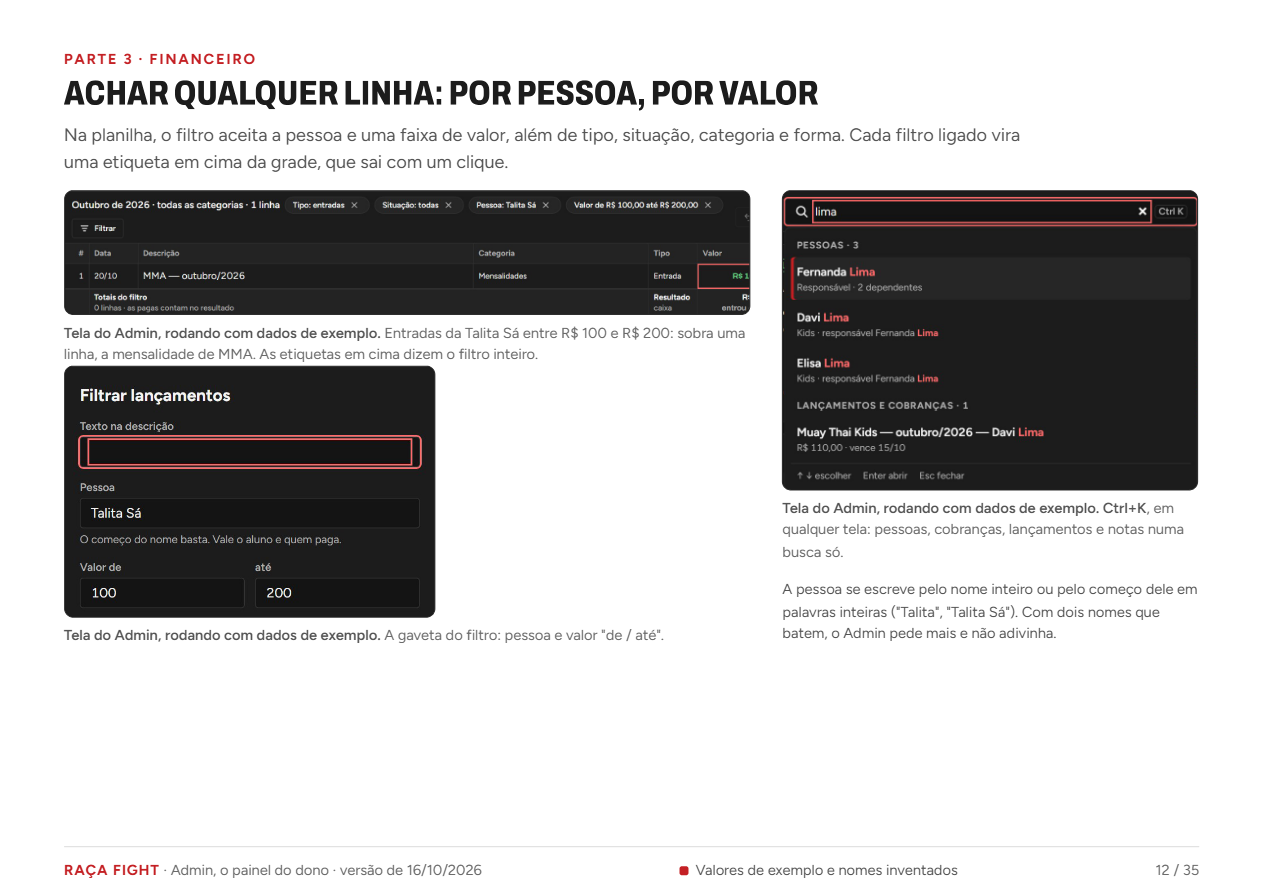 PARTE 3 · FINANCEIRO
ACHAR QUALQUER LINHA: POR PESSOA, POR VALOR
Na planilha, o filtro aceita a pessoa e uma faixa de valor, além de tipo, situação, categoria e forma. Cada filtro ligado vira
uma etiqueta em cima da grade, que sai com um clique.
Outubro de 2026 · todas as categorias · 1 linha Tipo: entradas × Situação: todas × Pessoa: Talita Sá × Valor de R$ 100,00 até R$ 200,00 ×
Filtrar
# Data Descrição Categoria Tipo Valor
1 20/10 MMA — outubro/2026 Mensalidades Entrada R$ 1
Totais do filtro Resultado R
0 linhas · as pagas contam no resultado caixa entrou
Tela do Admin, rodando com dados de exemplo. Entradas da Talita Sá entre R$ 100 e R$ 200: sobra uma
linha, a mensalidade de MMA. As etiquetas em cima dizem o filtro inteiro.
Filtrar lançamentos
Texto na descrição
Pessoa
Talita Sá
O começo do nome basta. Vale o aluno e quem paga.
Valor de até
100 200
Tela do Admin, rodando com dados de exemplo. A gaveta do filtro: pessoa e valor "de / até".
lima × Ctrl K
PESSOAS · 3
Fernanda Lima
Responsável · 2 dependentes
Davi Lima
Kids · responsável Fernanda Lima
Elisa Lima
Kids · responsável Fernanda Lima
LANÇAMENTOS E COBRANÇAS · 1
Muay Thai Kids — outubro/2026 — Davi Lima
R$ 110,00 · vence 15/10
↑ ↓ escolher Enter abrir Esc fechar
Tela do Admin, rodando com dados de exemplo. Ctrl+K, em
qualquer tela: pessoas, cobranças, lançamentos e notas numa
busca só.
A pessoa se escreve pelo nome inteiro ou pelo começo dele em
palavras inteiras ("Talita", "Talita Sá"). Com dois nomes que
batem, o Admin pede mais e não adivinha.
RAÇA FIGHT · Admin, o painel do dono · versão de 16/10/2026
Valores de exemplo e nomes inventados
12 / 35